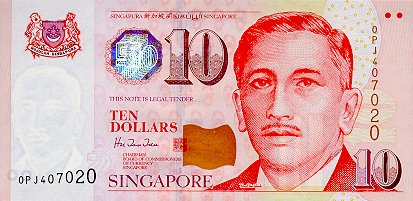 SINGAPURA 新加坡 சிங்கப்பூர் SINGAPORE
10
THIS NOTE IS LEGAL TENDER
TEN
DOLLARS
CHAIRMAN
BOARD OF COMMISSIONERS
OF CURRENCY
SINGAPORE
0PJ407020
SINGAPORE
0PJ407020
10